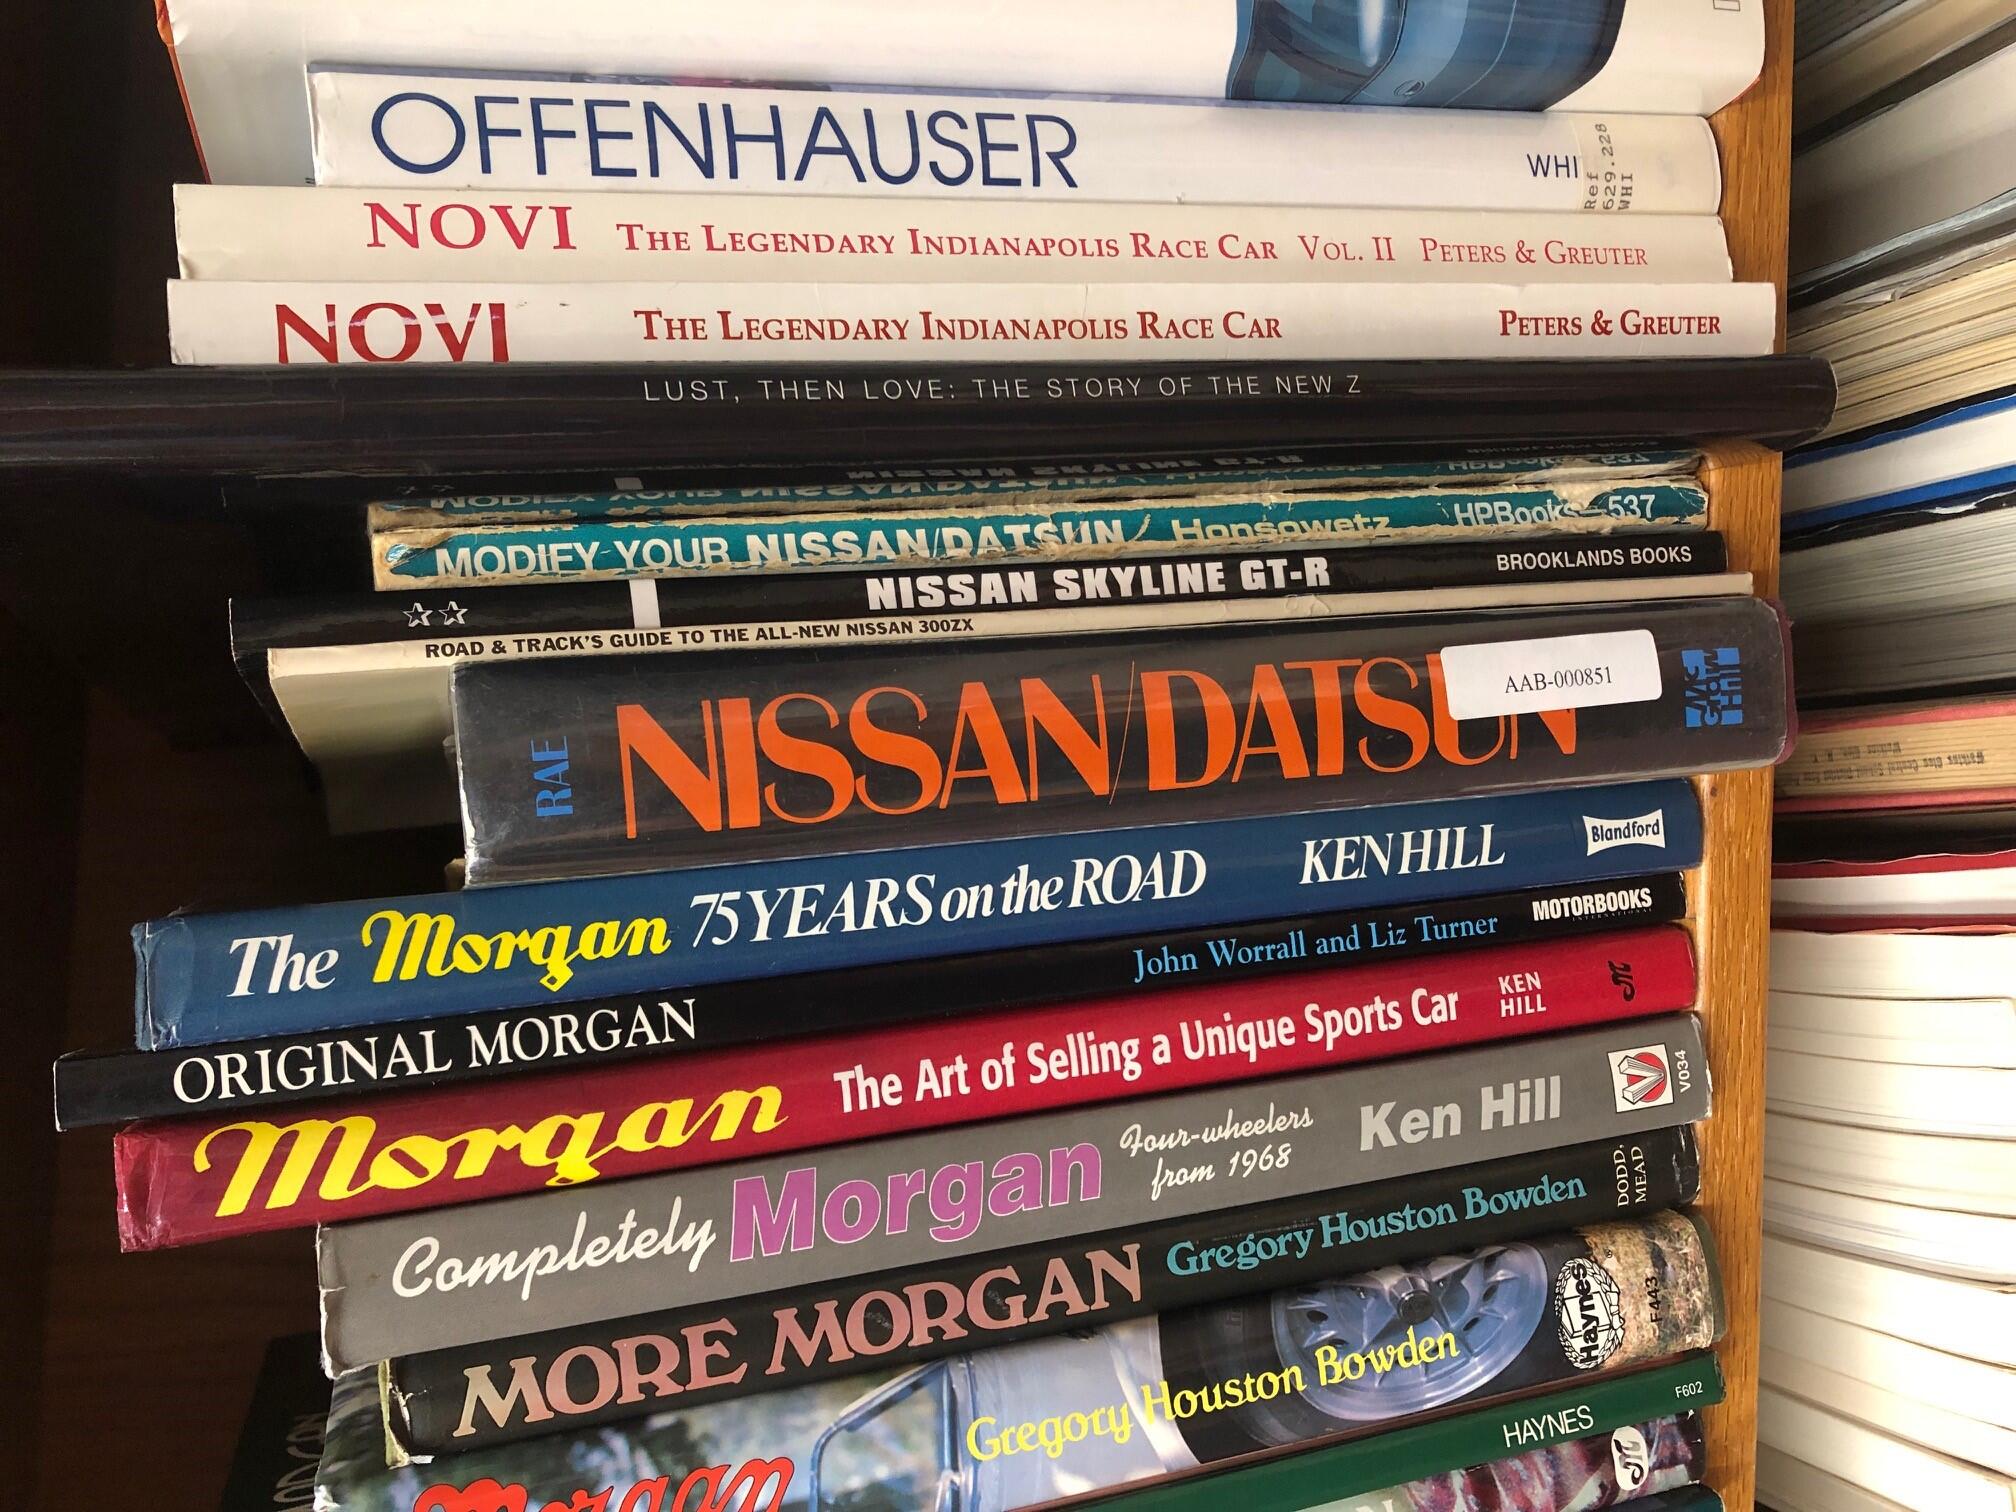 OFFENHAUSER WHI
Ref 629.228 WHI
NOVI THE LEGENDARY INDIANAPOLIS RACE CAR VOL. II PETERS & GREUTER
NOVI THE LEGENDARY INDIANAPOLIS RACE CAR PETERS & GREUTER
LUST, THEN LOVE: THE STORY OF THE NEW Z
MODIFY YOUR NISSAN/DATSUN / Honsowetz HPBooks 537
NISSAN SKYLINE GT-R BROOKLANDS BOOKS
ROAD & TRACK'S GUIDE TO THE ALL-NEW NISSAN 300ZX
RAE NISSAN/DATSUN
AAB-000851
The Morgan 75 YEARS on the ROAD KEN HILL Blandford
ORIGINAL MORGAN John Worrall and Liz Turner MOTORBOOKS INTERNATIONAL
Morgan The Art of Selling a Unique Sports Car KEN HILL M
Completely Morgan Four-wheelers from 1968 Ken Hill V V034
MORE MORGAN Gregory Houston Bowden DODD, MEAD
Morgan Gregory Houston Bowden Haynes F443
HAYNES F602
M